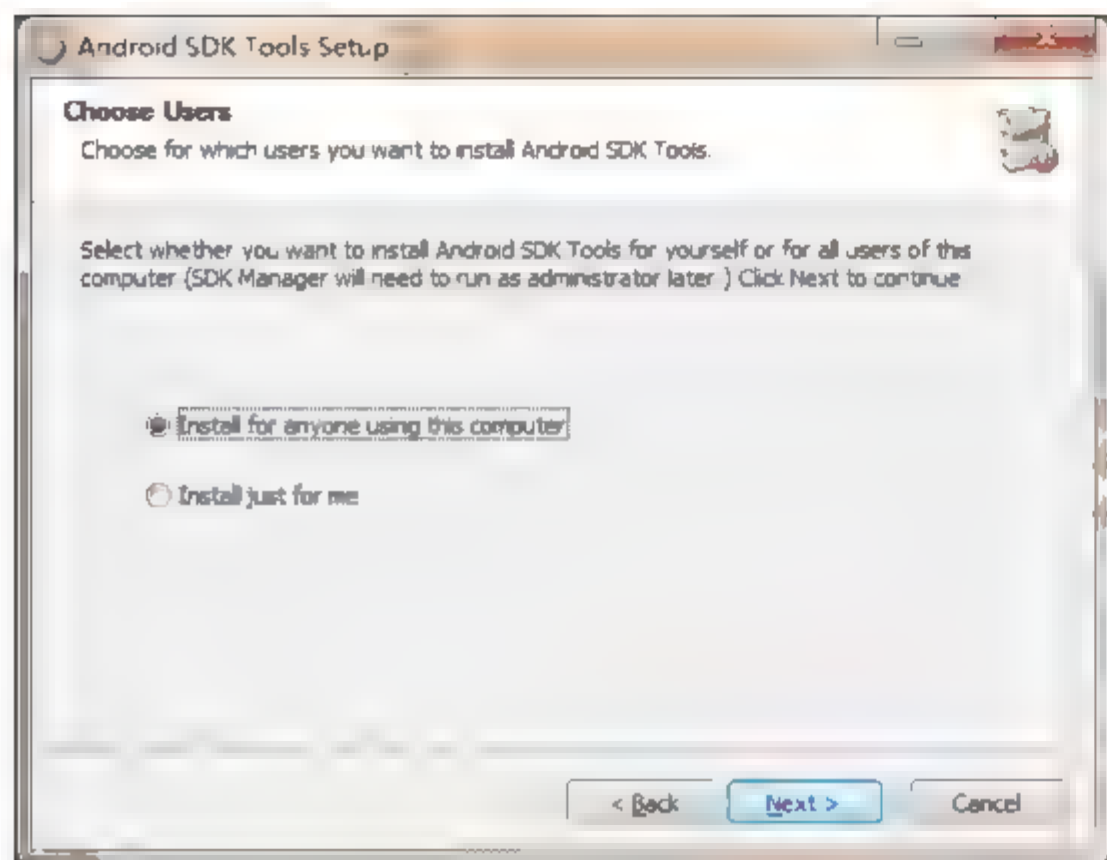 Android SDK Tools Setup
Choose Users
Choose for which users you want to install Android SDK Tools.
Select whether you want to install Android SDK Tools for yourself or for all users of this
computer (SDK Manager will need to run as administrator later ) Click Next to continue
Install for anyone using this computer
Install just for me
< Back
Next >
Cancel